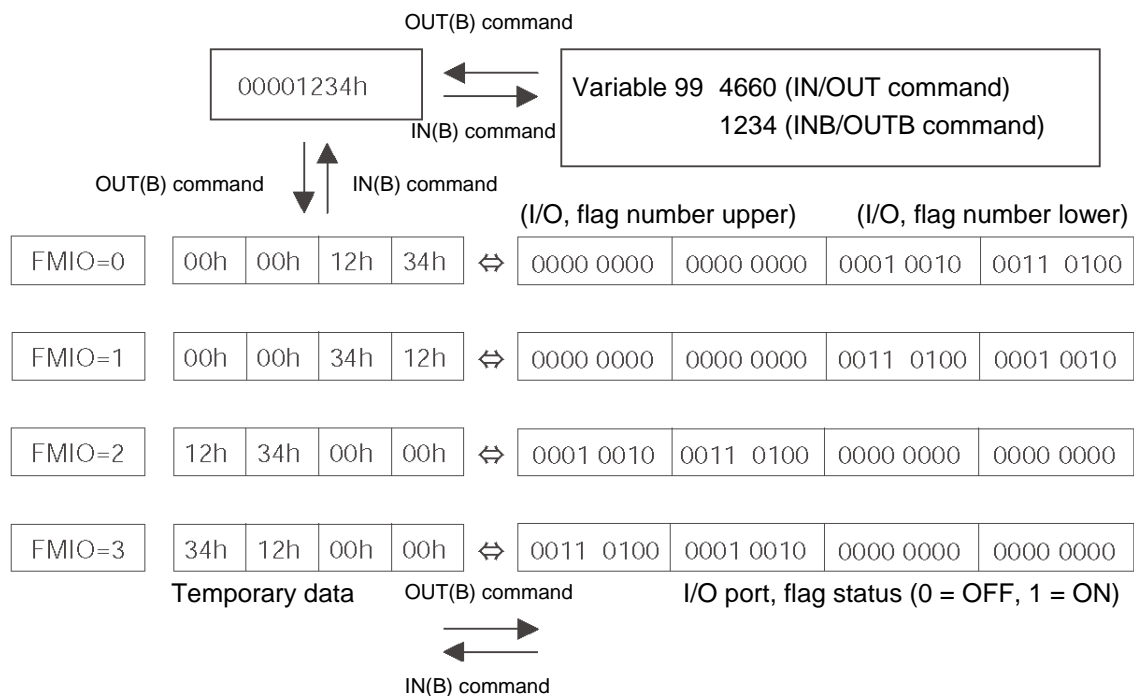 OUT(B) command
00001234h
Variable 99 4660 (IN/OUT command)
1234 (INB/OUTB command)
IN(B) command
OUT(B) command
IN(B) command
(I/O, flag number upper) (I/O, flag number lower)
FMIO=0 00h 00h 12h 34h ⇔ 0000 0000 0000 0000 0001 0010 0011 0100
FMIO=1 00h 00h 34h 12h ⇔ 0000 0000 0000 0000 0011 0100 0001 0010
FMIO=2 12h 34h 00h 00h ⇔ 0001 0010 0011 0100 0000 0000 0000 0000
FMIO=3 34h 12h 00h 00h ⇔ 0011 0100 0001 0010 0000 0000 0000 0000
Temporary data OUT(B) command I/O port, flag status (0 = OFF, 1 = ON)
IN(B) command